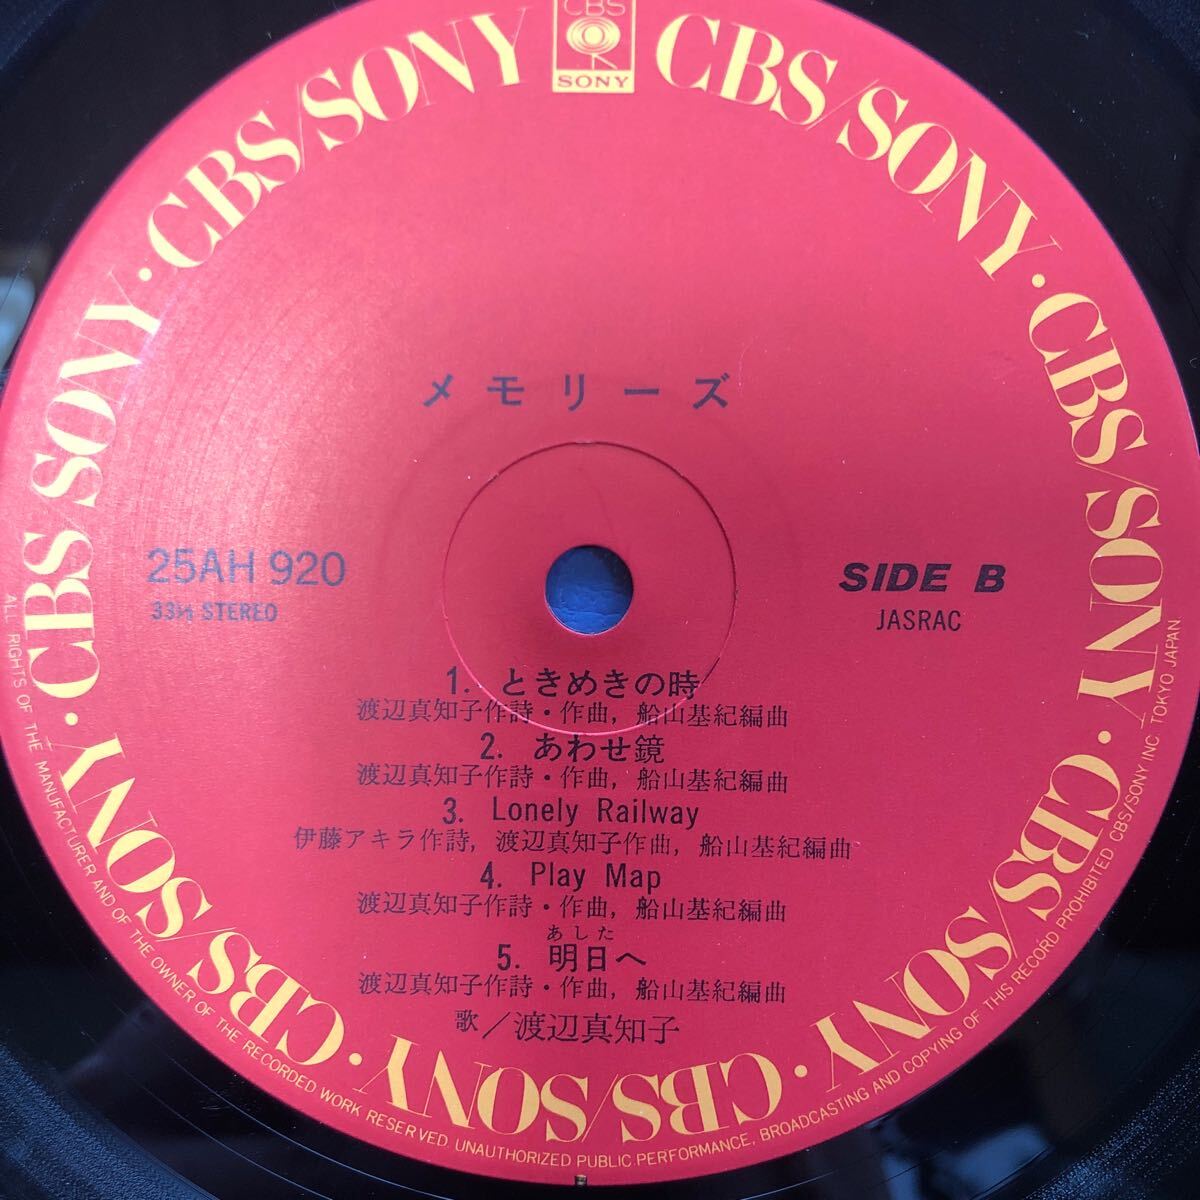 CBS
SONY
CBS/SONY · CBS/SONY · CBS/SONY · CBS/SONY · CBS/SONY · CBS/SONY · CBS/SONY · CBS/SONY · CBS/SONY
メモリーズ
25AH 920
33⅓ STEREO
SIDE B
JASRAC
1. ときめきの時
渡辺真知子作詩・作曲, 船山基紀編曲
2. あわせ鏡
渡辺真知子作詩・作曲, 船山基紀編曲
3. Lonely Railway
伊藤アキラ作詩, 渡辺真知子作曲, 船山基紀編曲
4. Play Map
渡辺真知子作詩・作曲, 船山基紀編曲
あした
5. 明日へ
渡辺真知子作詩・作曲, 船山基紀編曲
歌／渡辺真知子
ALL RIGHTS OF THE MANUFACTURER AND OF THE OWNER OF THE RECORDED WORK RESERVED. UNAUTHORIZED PUBLIC PERFORMANCE, BROADCASTING AND COPYING OF THIS RECORD PROHIBITED CBS/SONY INC. TOKYO JAPAN